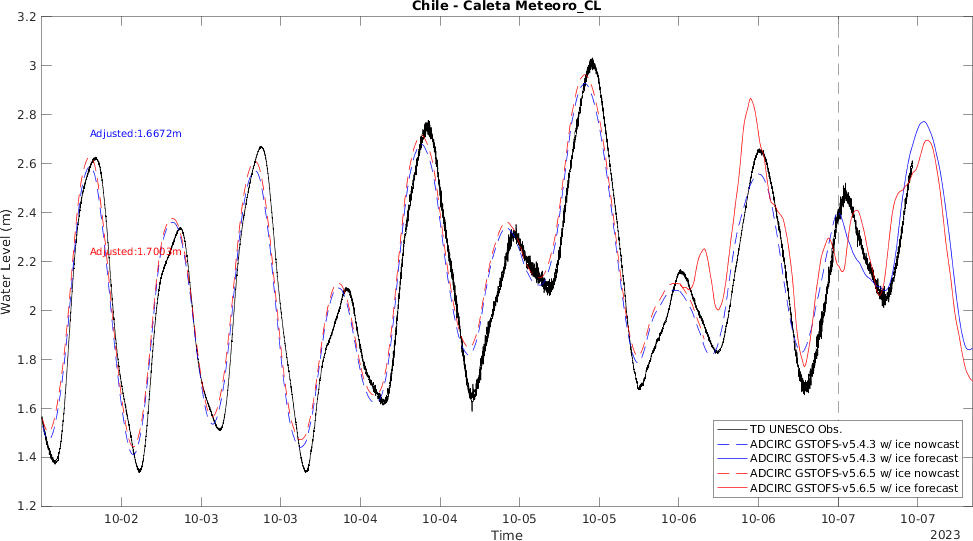 Chile - Caleta Meteoro_CL
3.2
3
2.8
2.6
2.4
2.2
2
1.8
1.6
1.4
1.2
Water Level (m)
Adjusted:1.6672m
Adjusted:1.7003m
TD UNESCO Obs.
ADCIRC GSTOFS-v5.4.3 w/ ice nowcast
ADCIRC GSTOFS-v5.4.3 w/ ice forecast
ADCIRC GSTOFS-v5.6.5 w/ ice nowcast
ADCIRC GSTOFS-v5.6.5 w/ ice forecast
10-02 10-03 10-03 10-04 10-04 10-05 10-05 10-06 10-06 10-07 10-07
Time
2023